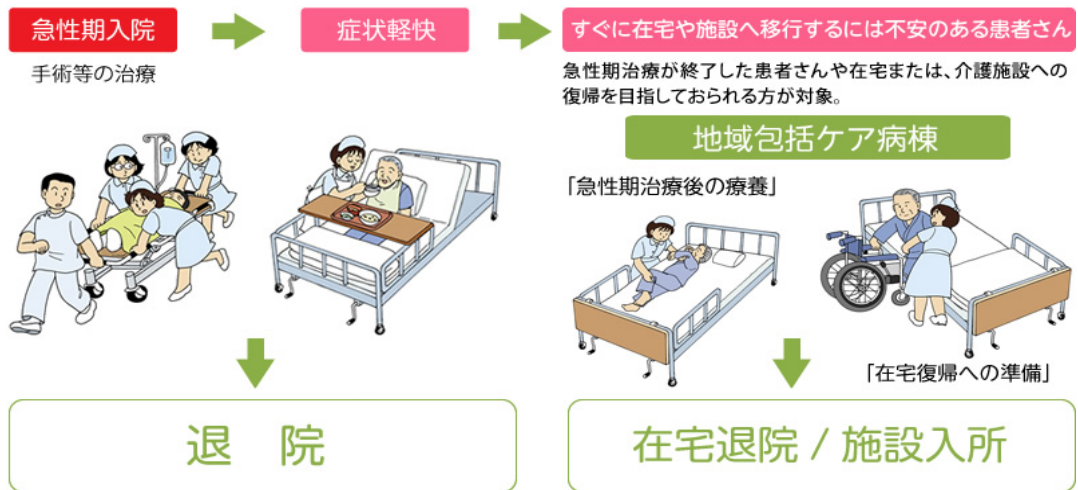 急性期入院
症状軽快
すぐに在宅や施設へ移行するには不安のある患者さん
手術等の治療
急性期治療が終了した患者さんや在宅または、介護施設への
復帰を目指しておられる方が対象。
地域包括ケア病棟
「急性期治療後の療養」
「在宅復帰への準備」
退　院
在宅退院 / 施設入所